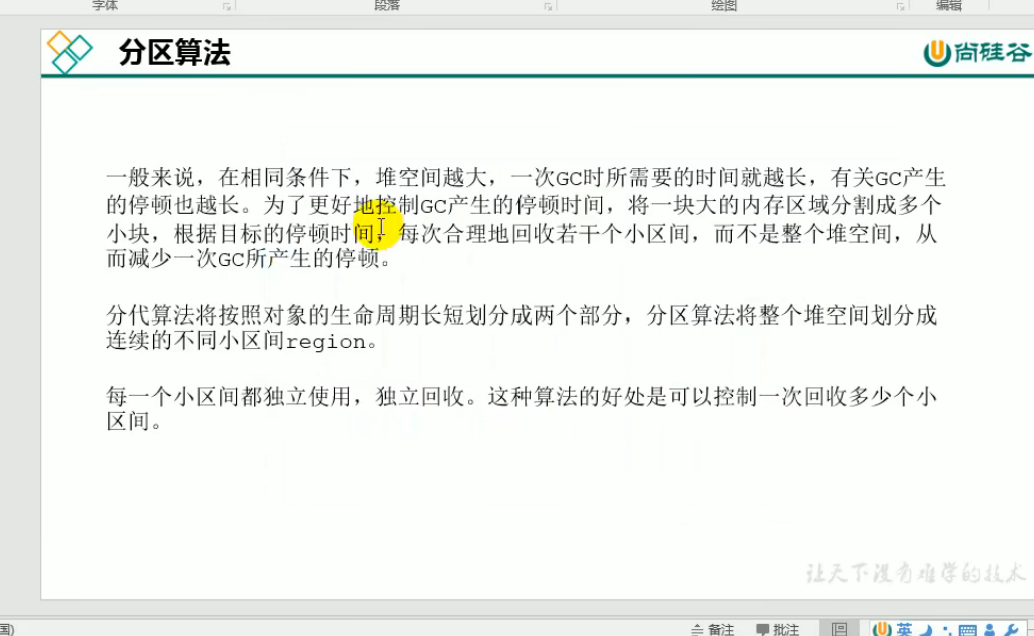 字体
段落
绘图
编辑
分区算法
尚硅谷
一般来说，在相同条件下，堆空间越大，一次GC时所需要的时间就越长，有关GC产生
的停顿也越长。为了更好地控制GC产生的停顿时间，将一块大的内存区域分割成多个
小块，根据目标的停顿时间，每次合理地回收若干个小区间，而不是整个堆空间，从
而减少一次GC所产生的停顿。
分代算法将按照对象的生命周期长短划分成两个部分，分区算法将整个堆空间划分成
连续的不同小区间region。
每一个小区间都独立使用，独立回收。这种算法的好处是可以控制一次回收多少个小
区间。
让天下没有难学的技术
国)
备注
批注
英